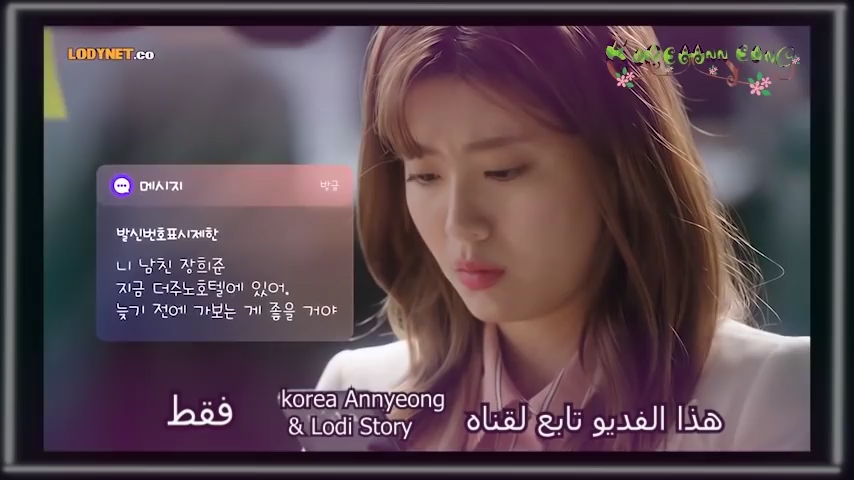 LODYNET.CO
메시지
방금
발신번호표시제한
니 남친 장희준
지금 더주노호텔에 있어.
늦기 전에 가보는 게 좋을 거야
هذا الفديو تابع لقناه korea Annyeong
& Lodi Story فقط